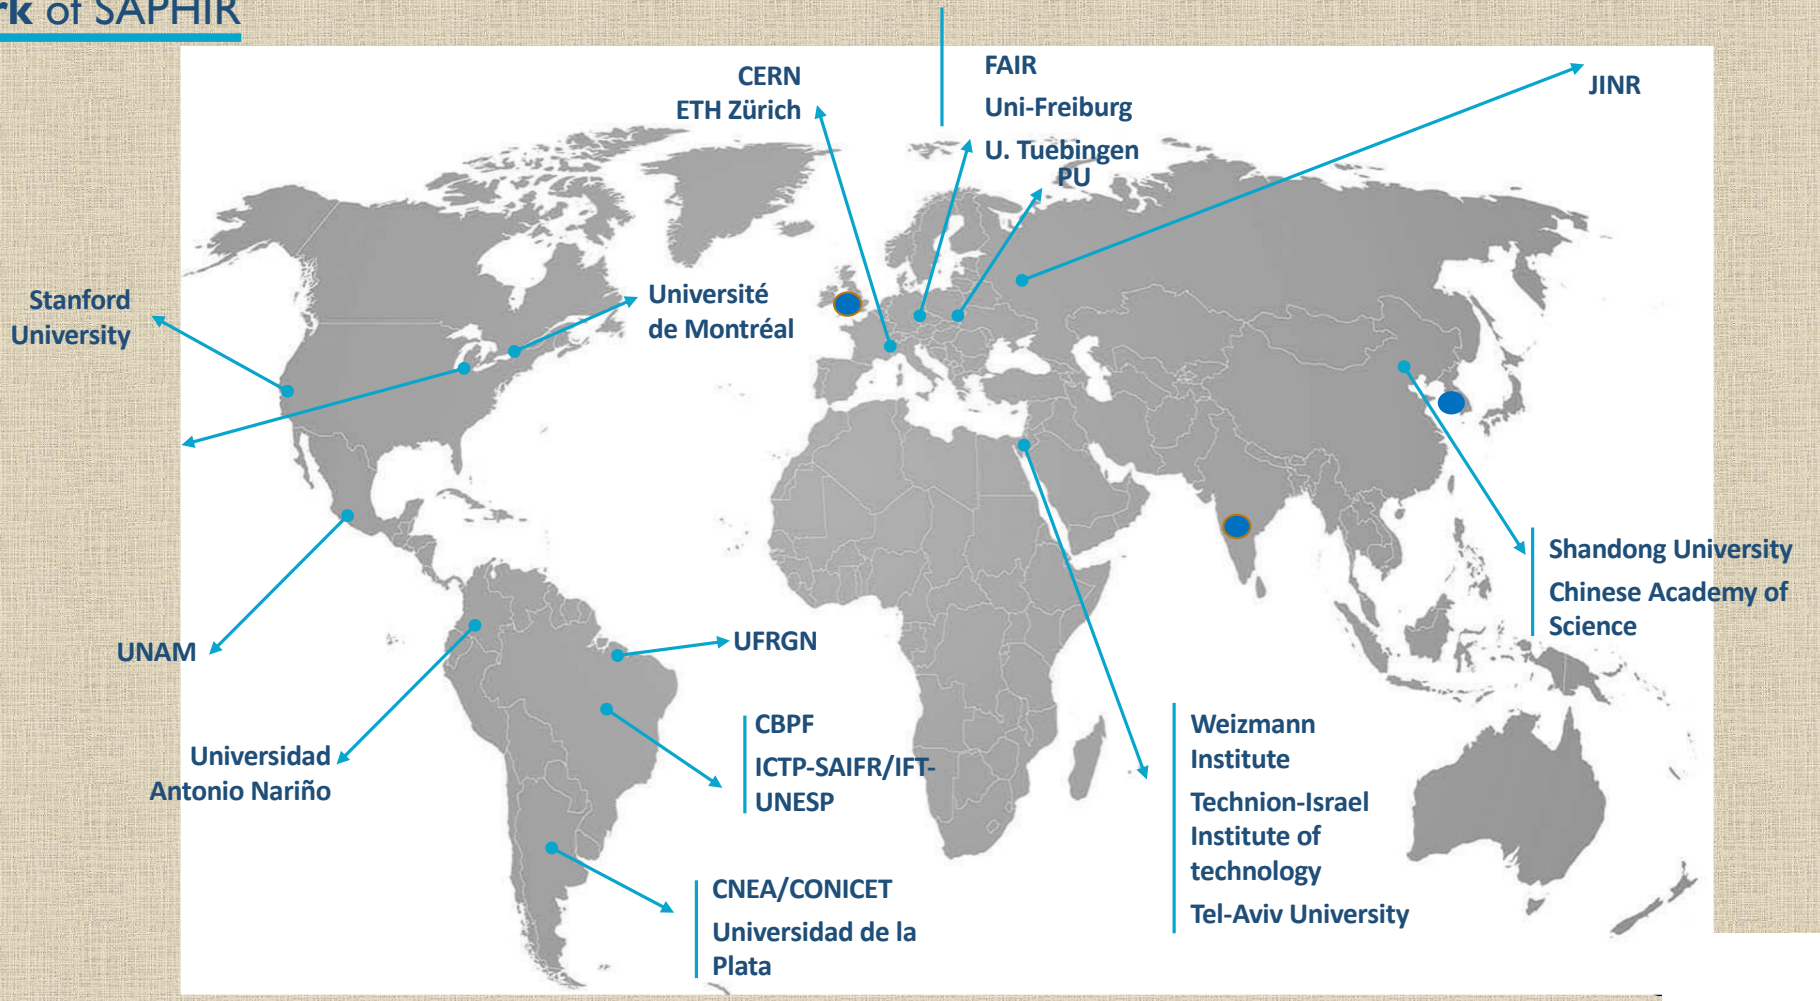 of SAPHIR
CERN
ETH Zürich
FAIR
Uni-Freiburg
U. Tuebingen
PU
JINR
Stanford
University
Université
de Montréal
UNAM
Universidad
Antonio Nariño
UFRGN
CBPF
ICTP-SAIFR/IFT-
UNESP
CNEA/CONICET
Universidad de la
Plata
Weizmann
Institute
Technion-Israel
Institute of
technology
Tel-Aviv University
Shandong University
Chinese Academy of
Science